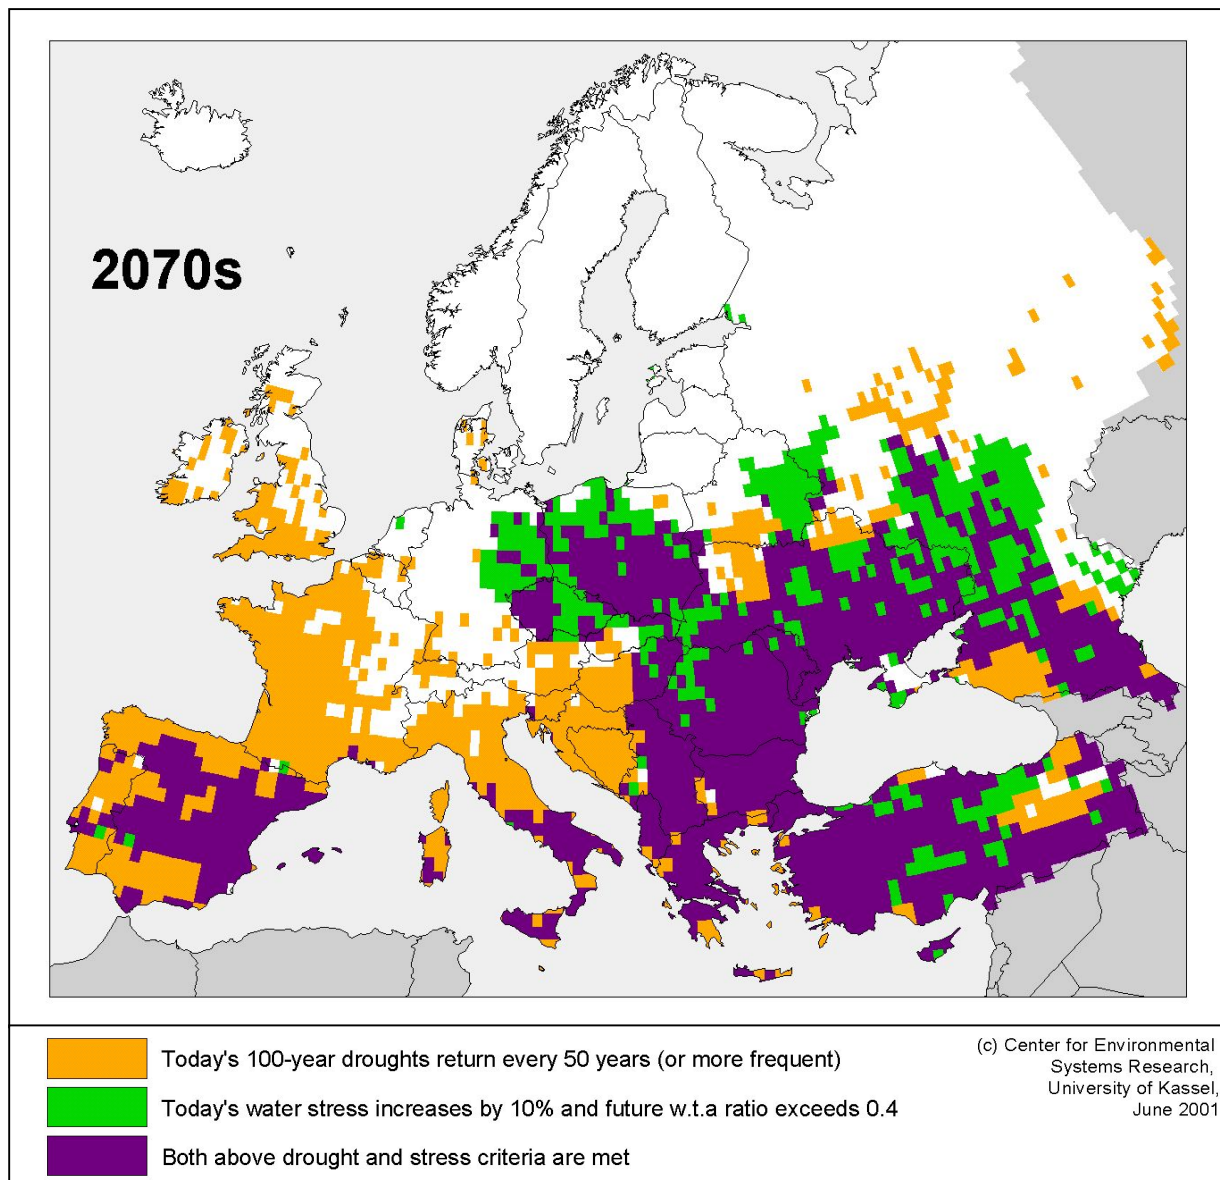 2070s
Today's 100-year droughts return every 50 years (or more frequent)
Today's water stress increases by 10% and future w.t.a ratio exceeds 0.4
Both above drought and stress criteria are met
(c) Center for Environmental
Systems Research,
University of Kassel,
June 2001